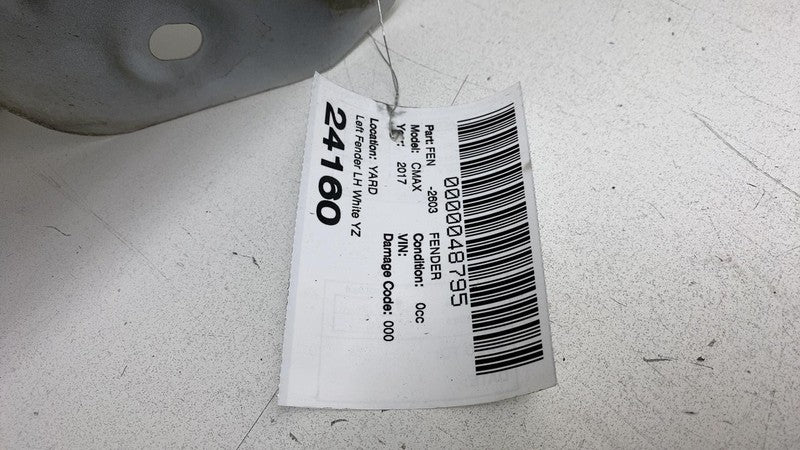 0000048795
Part: FEN -2603 FENDER
Model: CMAX Condition: 0cc
2017 VIN:
Damage Code: 000
Location: YARD
Left Fender LH White YZ
24160